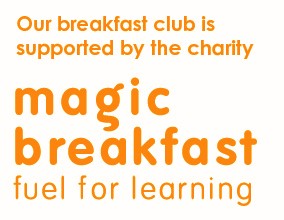 Our breakfast club is
supported by the charity
magic
breakfast
fuel for learning